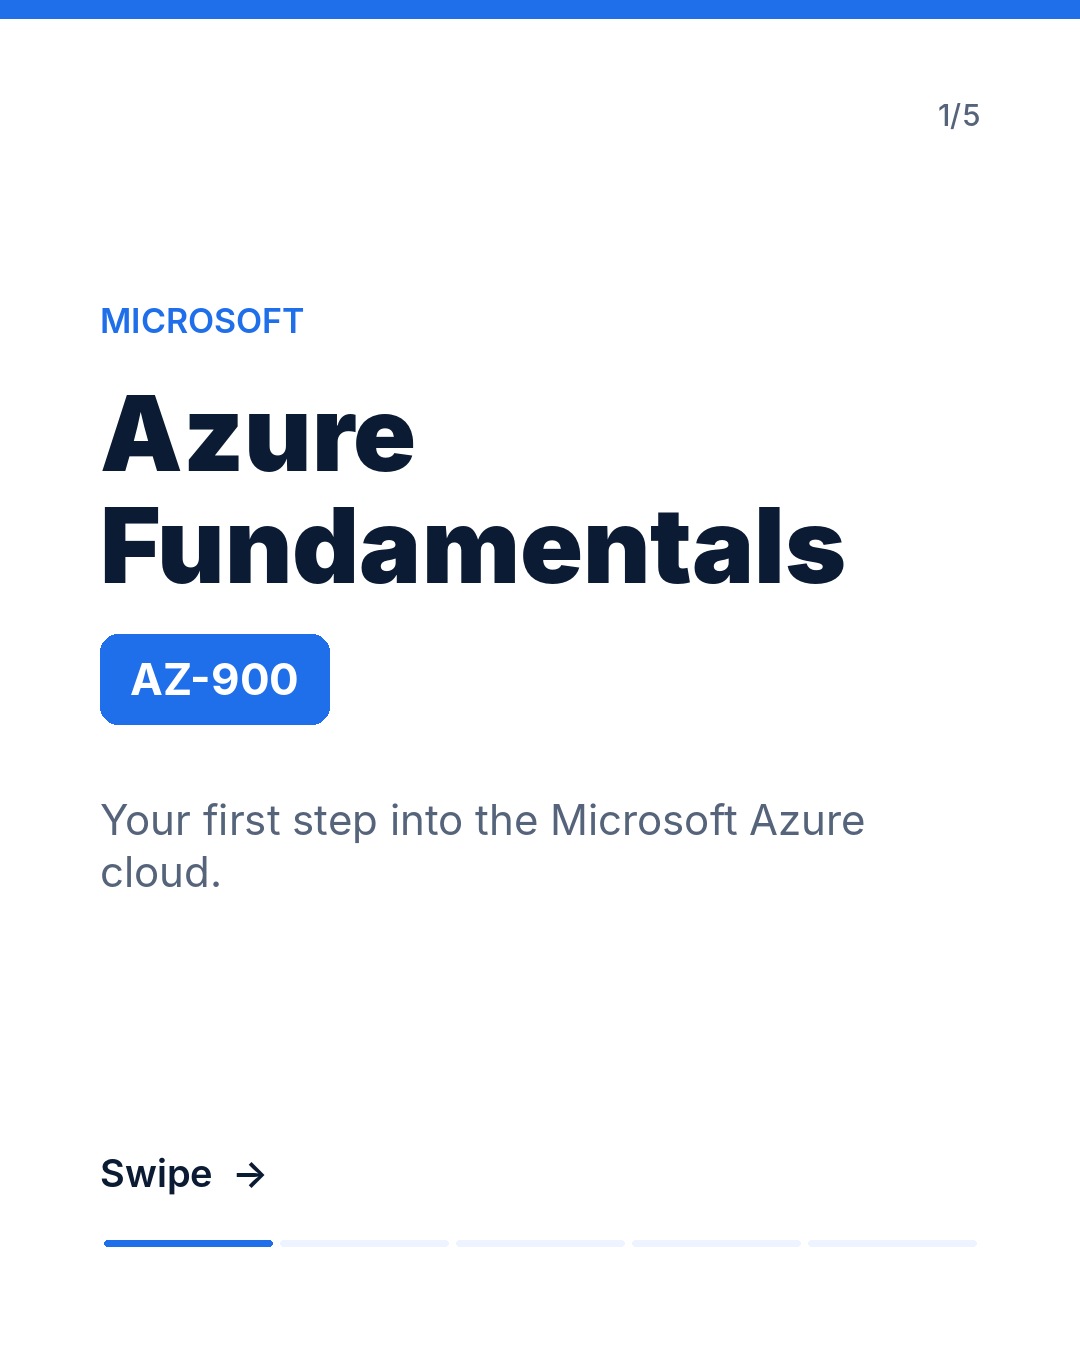 1/5
MICROSOFT
Azure
Fundamentals
AZ-900
Your first step into the Microsoft Azure
cloud.
Swipe →